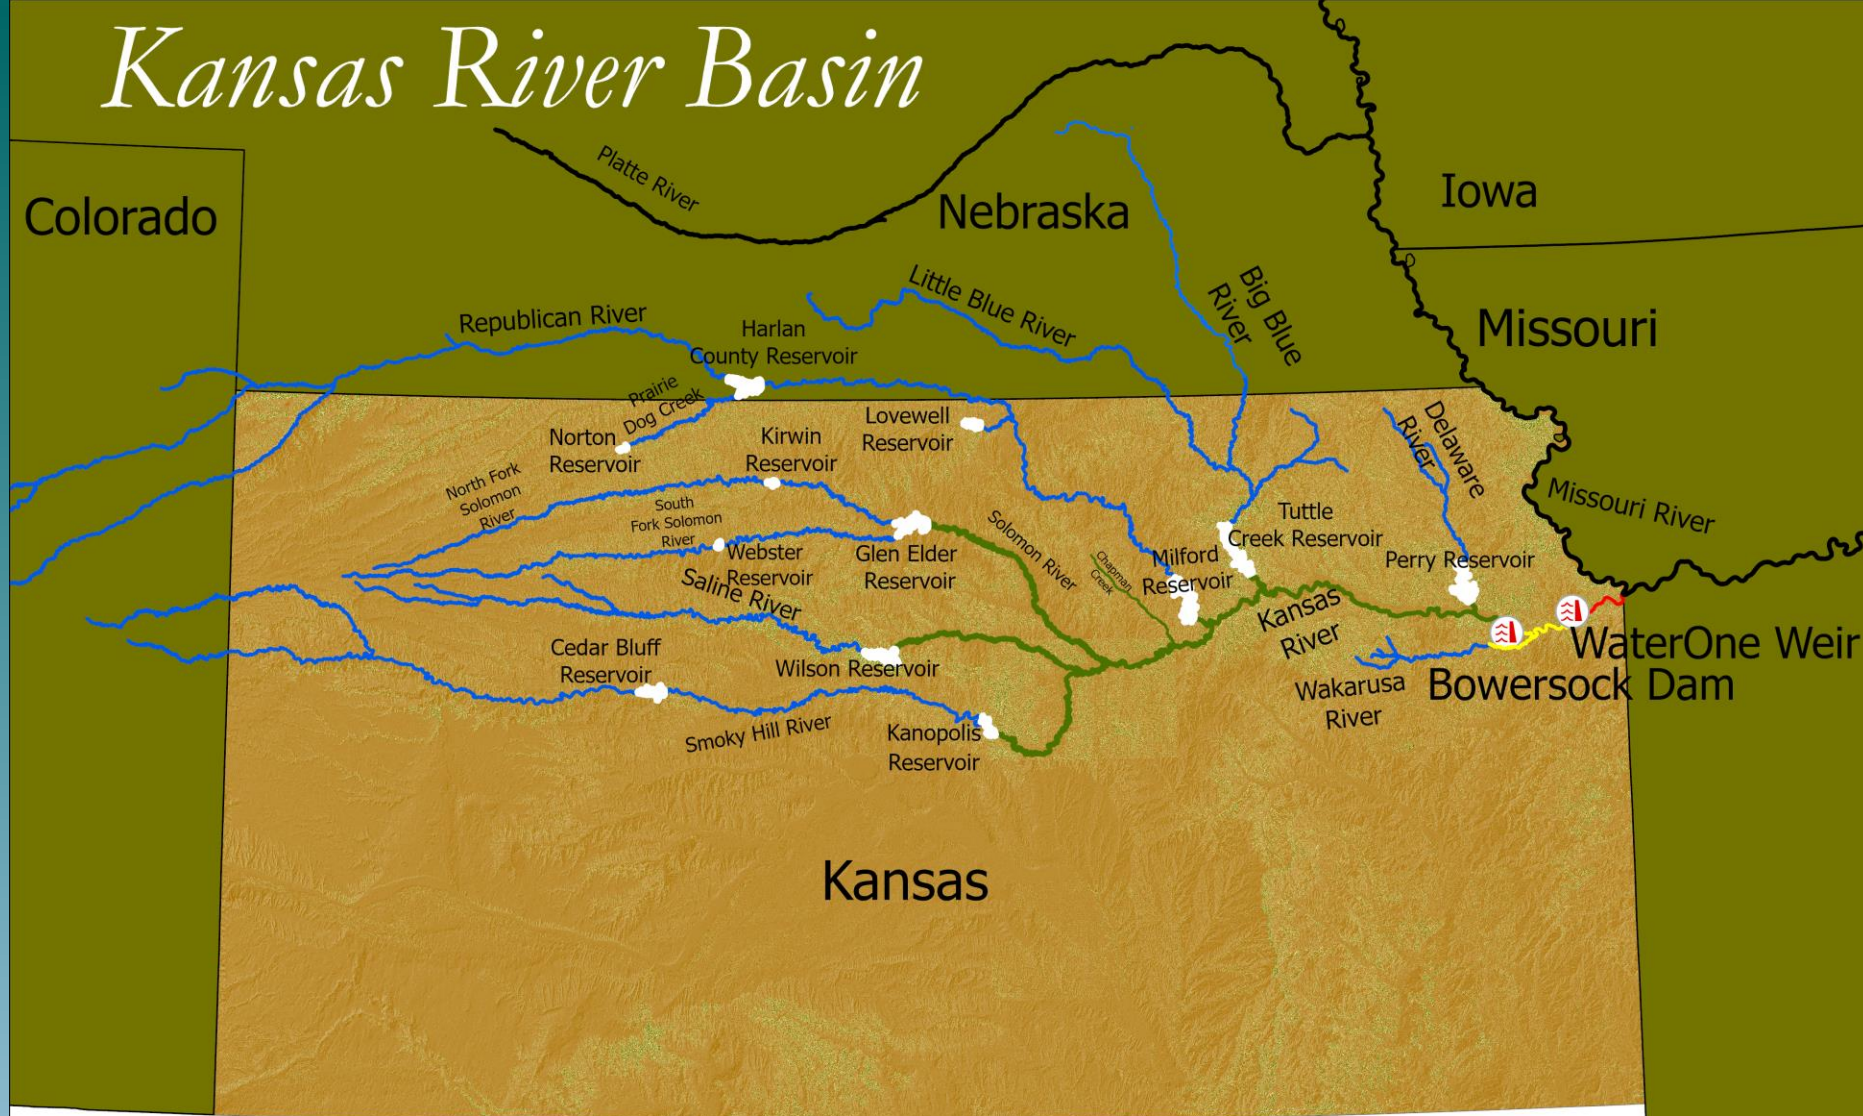 Kansas River Basin
Platte River
Colorado
Nebraska
Iowa
Missouri
Republican River
Harlan
County Reservoir
Little Blue River
Big Blue
River
Prairie
Dog Creek
Norton
Reservoir
Kirwin
Reservoir
Lovewell
Reservoir
Delaware
River
Missouri River
North Fork
Solomon
River
South
Fork Solomon
River
Webster
Reservoir
Glen Elder
Reservoir
Solomon River
Chapman
Creek
Milford
Reservoir
Tuttle
Creek Reservoir
Perry Reservoir
Saline River
Kansas
River
Cedar Bluff
Reservoir
Wilson Reservoir
WaterOne Weir
Bowersock Dam
Wakarusa
River
Smoky Hill River
Kanopolis
Reservoir
Kansas